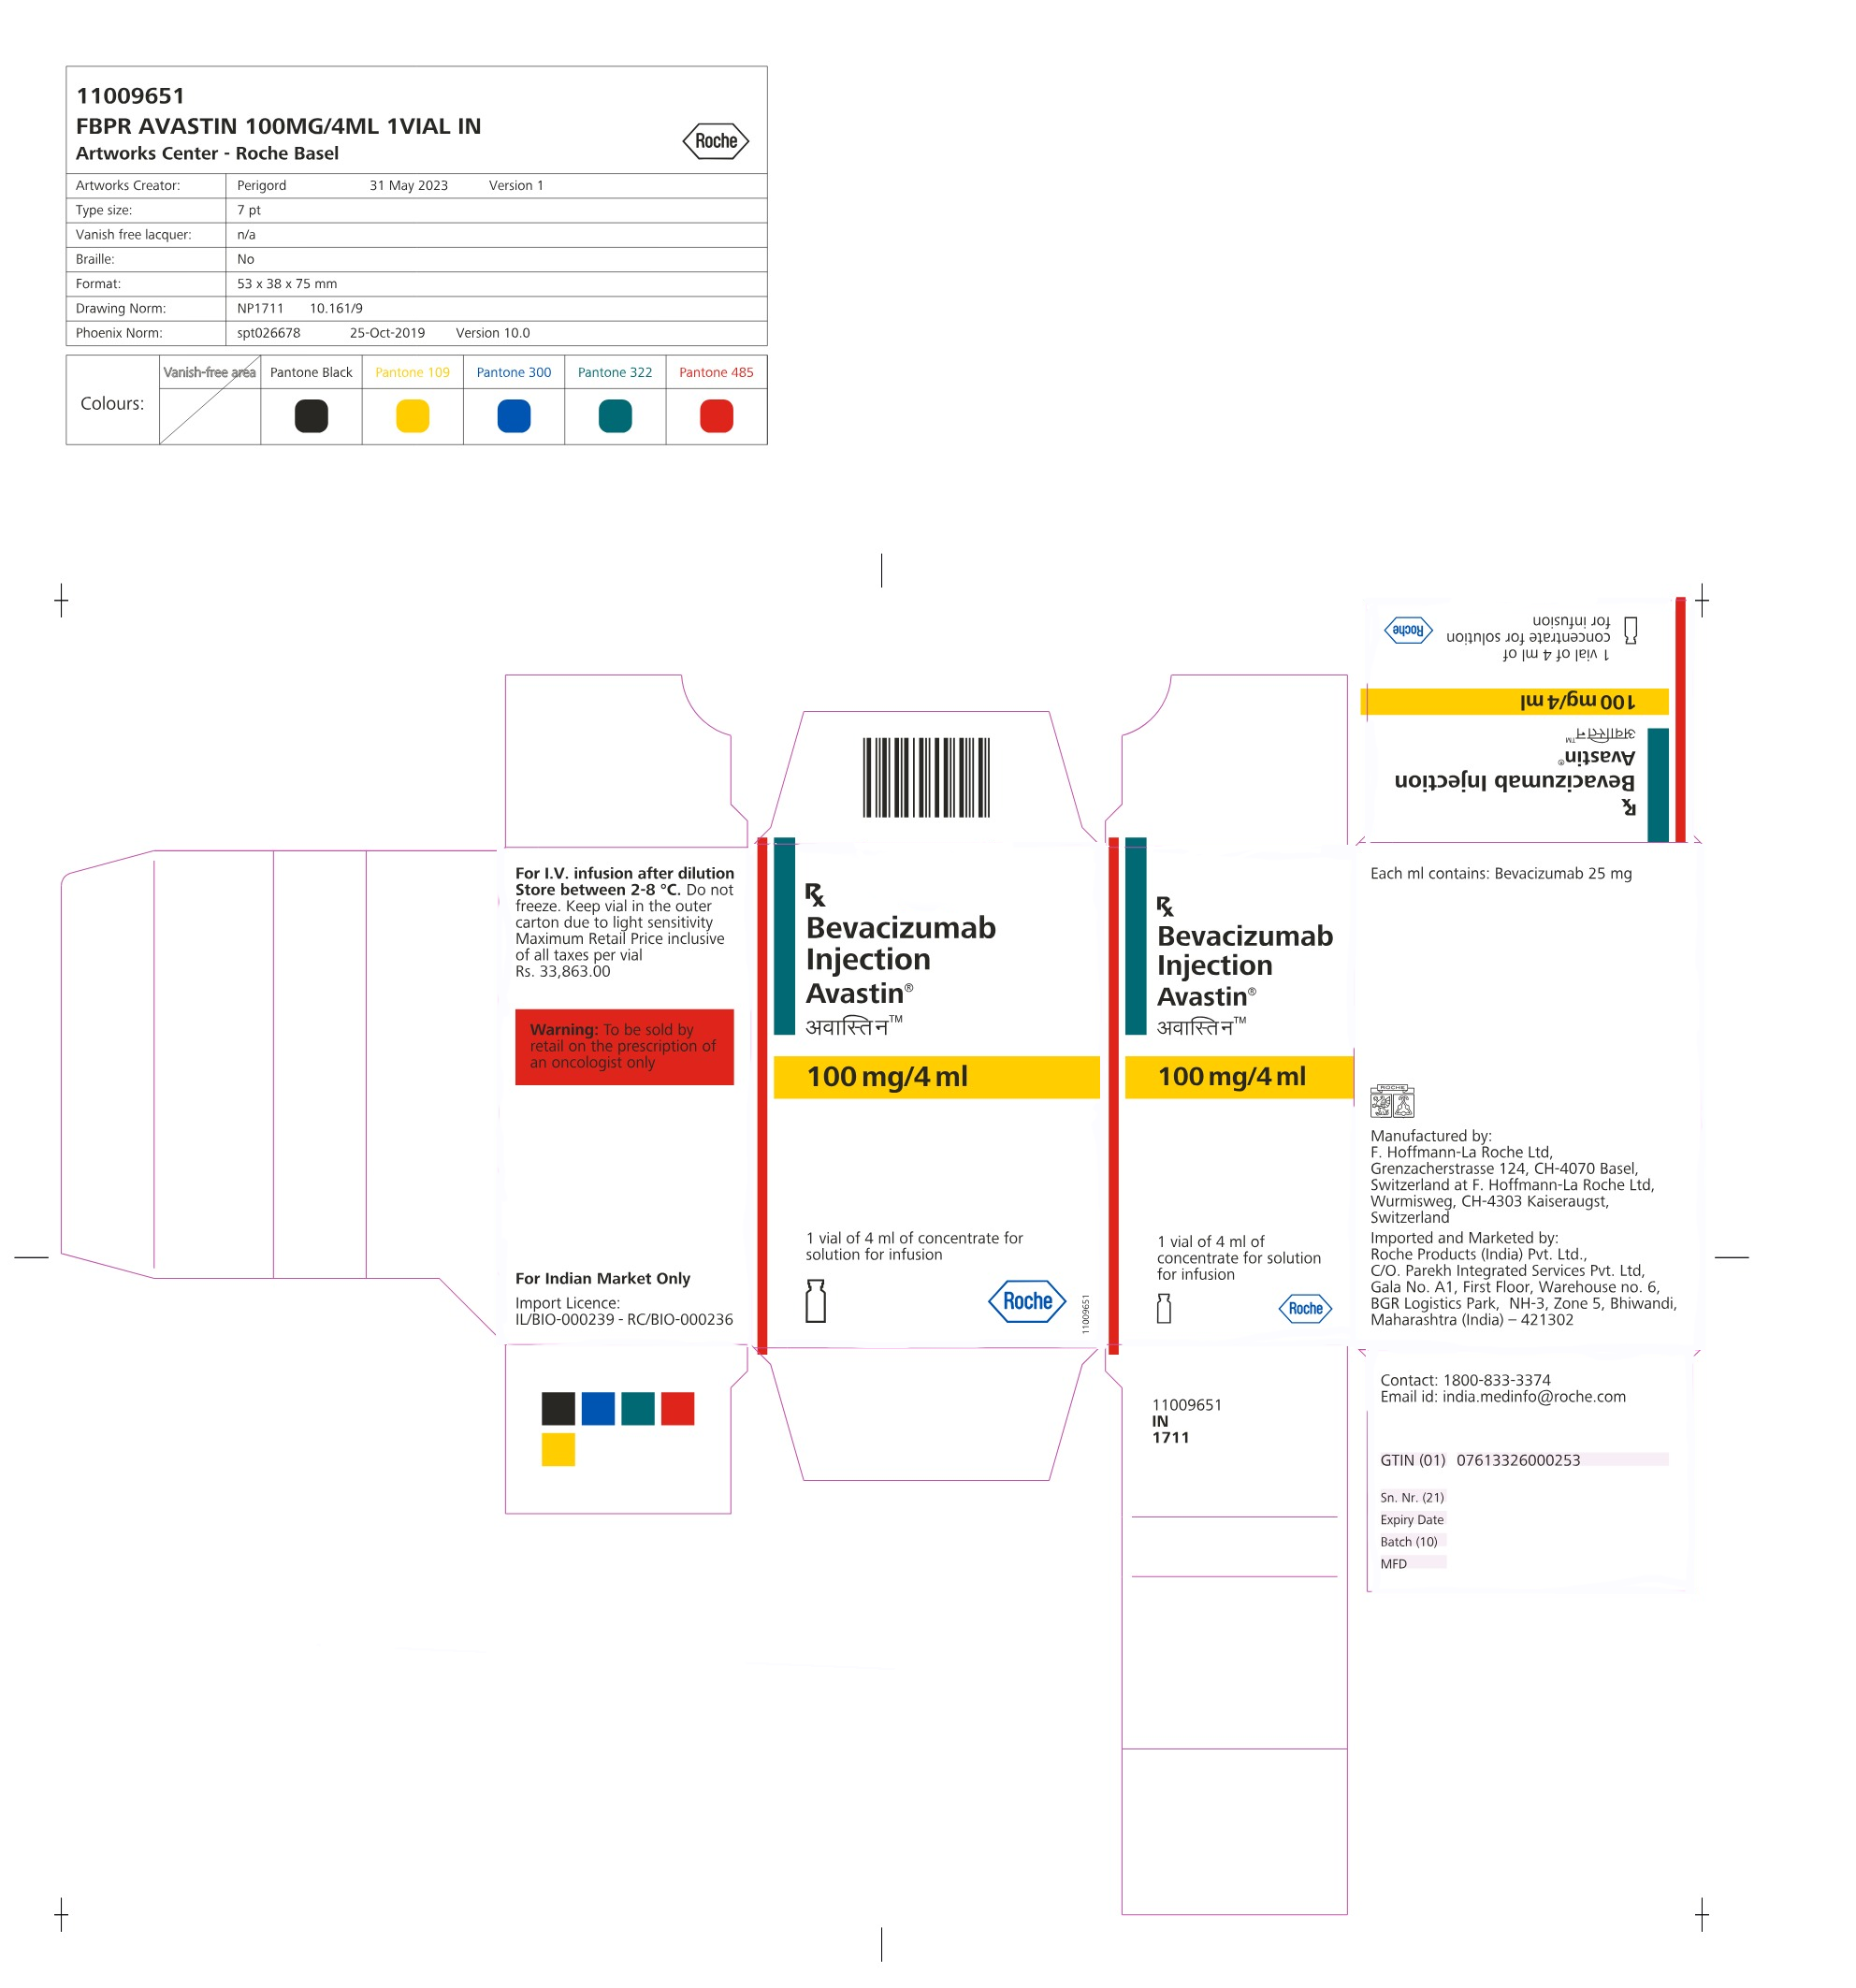 11009651
FBPR AVASTIN 100MG/4ML 1VIAL IN
Artworks Center - Roche Basel
Roche
Artworks Creator: Perigord 31 May 2023 Version 1
Type size: 7 pt
Vanish free lacquer: n/a
Braille: No
Format: 53 x 38 x 75 mm
Drawing Norm: NP1711 10.161/9
Phoenix Norm: spt026678 25-Oct-2019 Version 10.0
Colours: Vanish-free area Pantone Black Pantone 109 Pantone 300 Pantone 322 Pantone 485
℞
Bevacizumab Injection
Avastin®
अवास्तिन™
100 mg/4 ml
1 vial of 4 ml of
concentrate for solution
for infusion
Roche
For I.V. infusion after dilution
Store between 2-8 °C. Do not
freeze. Keep vial in the outer
carton due to light sensitivity
Maximum Retail Price inclusive
of all taxes per vial
Rs. 33,863.00
Warning: To be sold by
retail on the prescription of
an oncologist only
For Indian Market Only
Import Licence:
IL/BIO-000239 - RC/BIO-000236
℞
Bevacizumab
Injection
Avastin®
अवास्तिन™
100 mg/4 ml
1 vial of 4 ml of concentrate for
solution for infusion
Roche
11009651
℞
Bevacizumab
Injection
Avastin®
अवास्तिन™
100 mg/4 ml
1 vial of 4 ml of
concentrate for solution
for infusion
Roche
Each ml contains: Bevacizumab 25 mg
ROCHE
Manufactured by:
F. Hoffmann-La Roche Ltd,
Grenzacherstrasse 124, CH-4070 Basel,
Switzerland at F. Hoffmann-La Roche Ltd,
Wurmisweg, CH-4303 Kaiseraugst,
Switzerland
Imported and Marketed by:
Roche Products (India) Pvt. Ltd.,
C/O. Parekh Integrated Services Pvt. Ltd,
Gala No. A1, First Floor, Warehouse no. 6,
BGR Logistics Park, NH-3, Zone 5, Bhiwandi,
Maharashtra (India) – 421302
11009651
IN
1711
Contact: 1800-833-3374
Email id: india.medinfo@roche.com
GTIN (01) 07613326000253
Sn. Nr. (21)
Expiry Date
Batch (10)
MFD